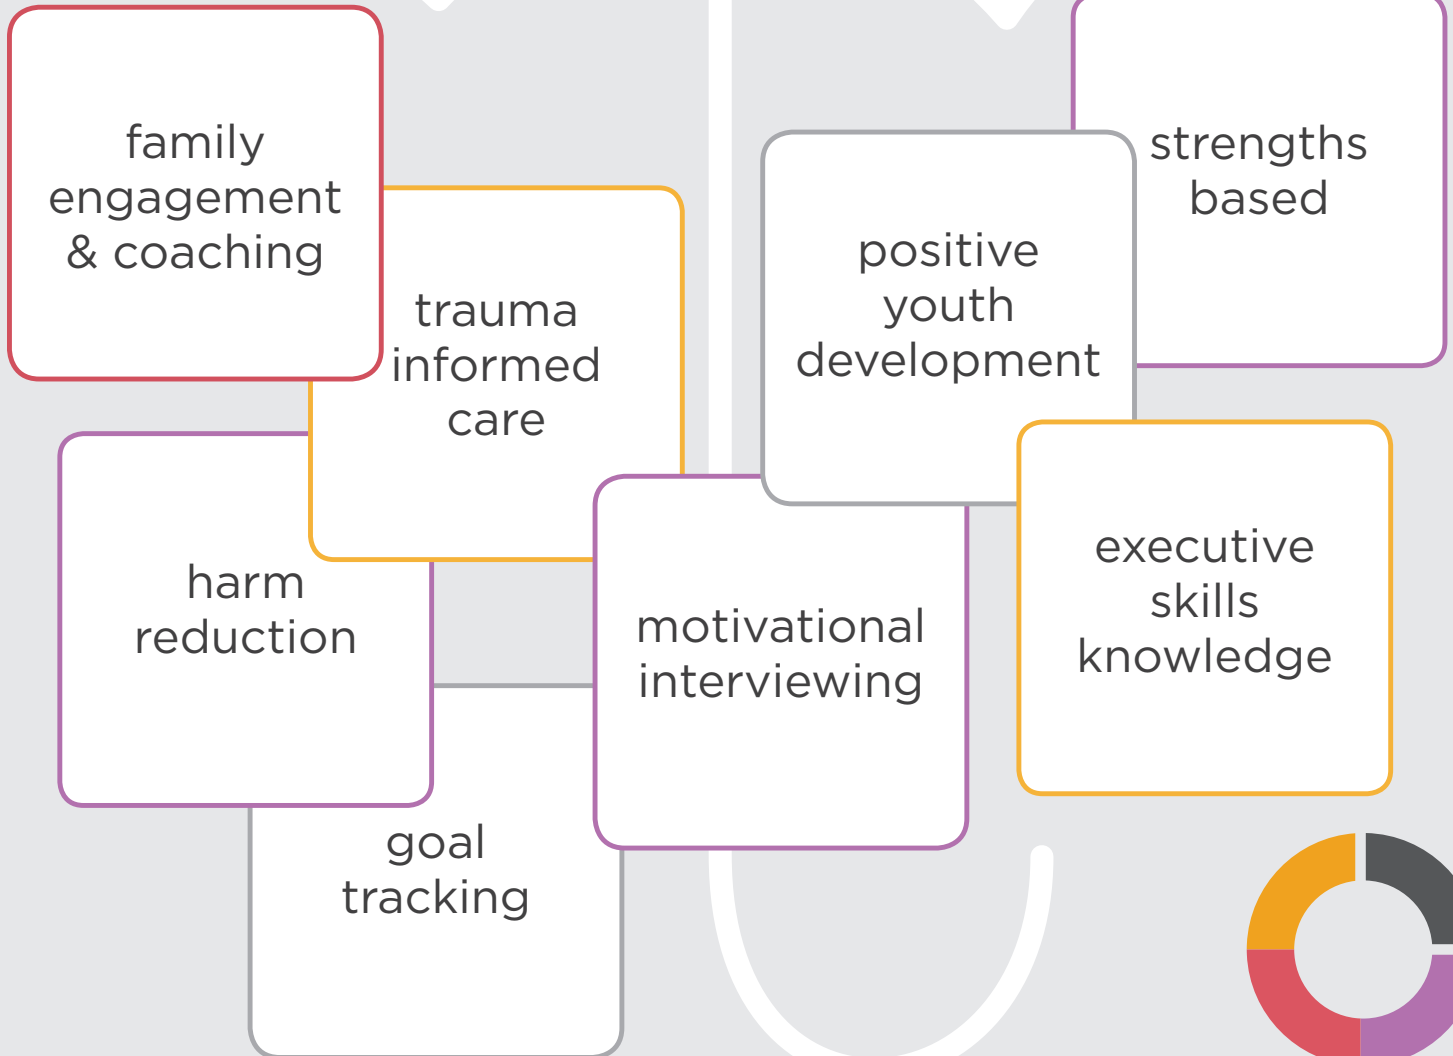 family
engagement
& coaching
strengths
based
positive
youth
development
trauma
informed
care
executive
skills
knowledge
harm
reduction
motivational
interviewing
goal
tracking